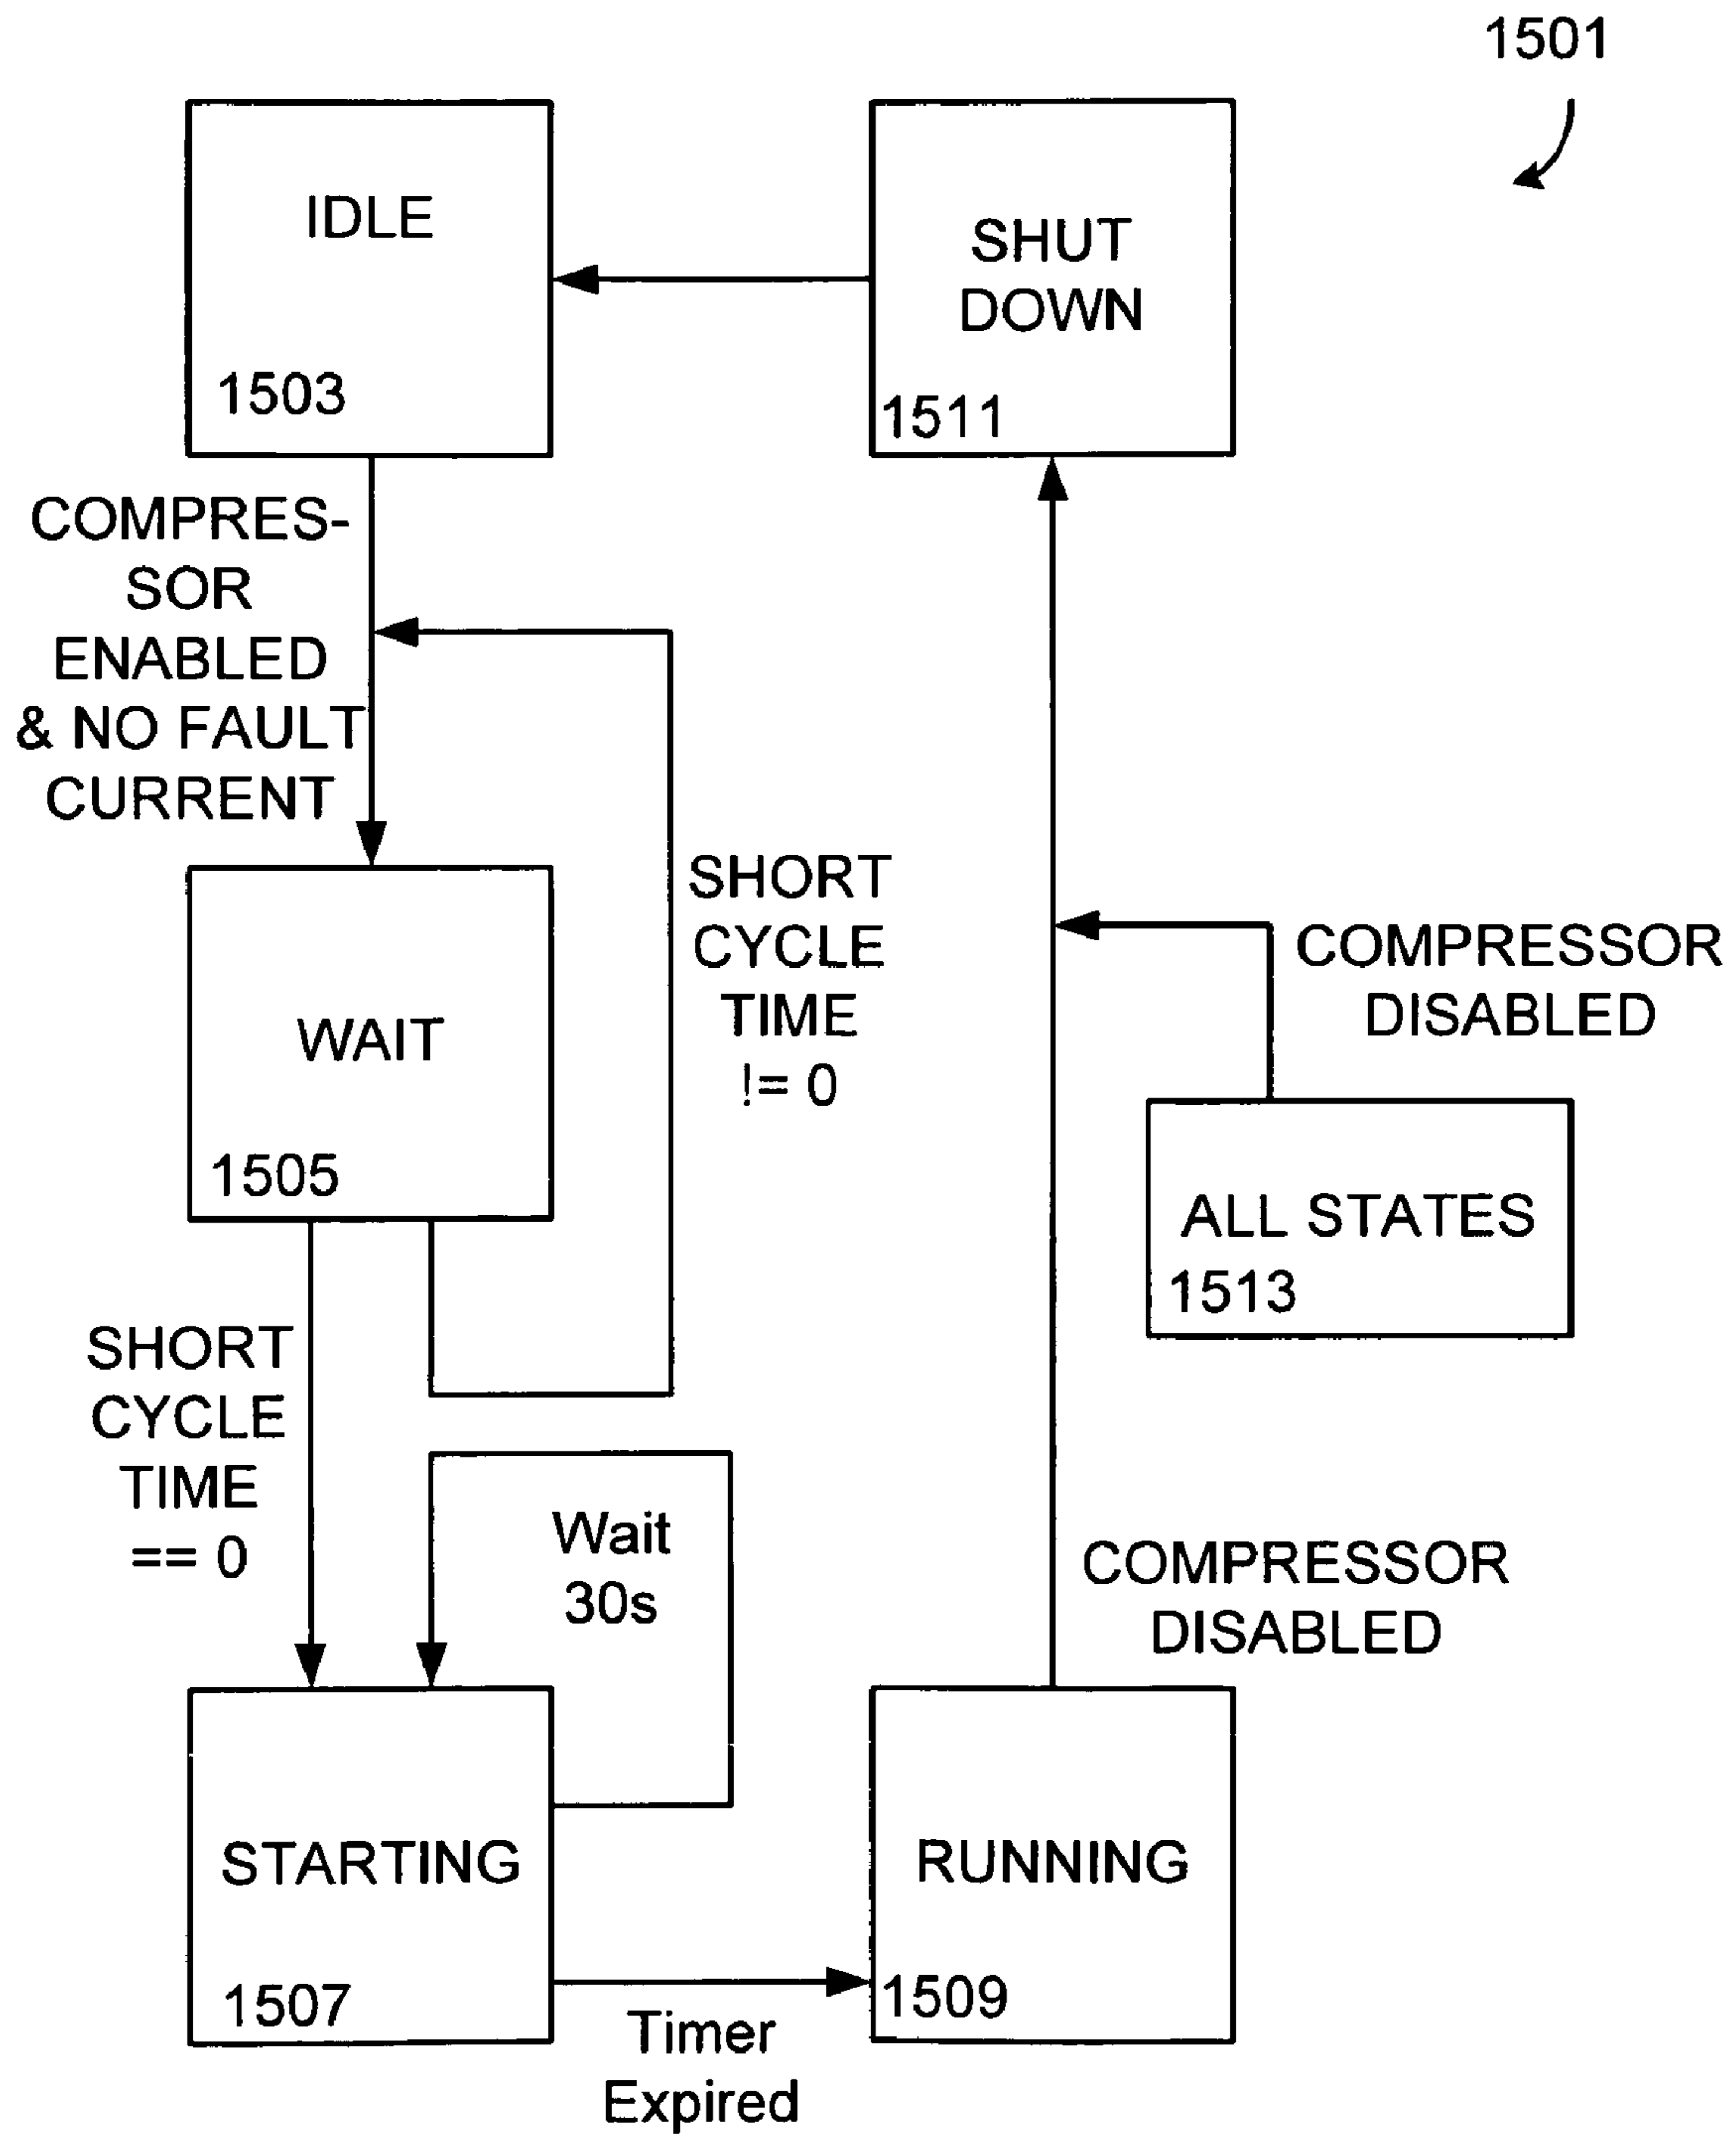 1501
IDLE
1503
SHUT
DOWN
1511
COMPRES-
SOR
ENABLED
& NO FAULT
CURRENT
SHORT
CYCLE
TIME
!= 0
COMPRESSOR
DISABLED
WAIT
1505
ALL STATES
1513
SHORT
CYCLE
TIME
== 0
Wait
30s
COMPRESSOR
DISABLED
STARTING
1507
RUNNING
1509
Timer
Expired